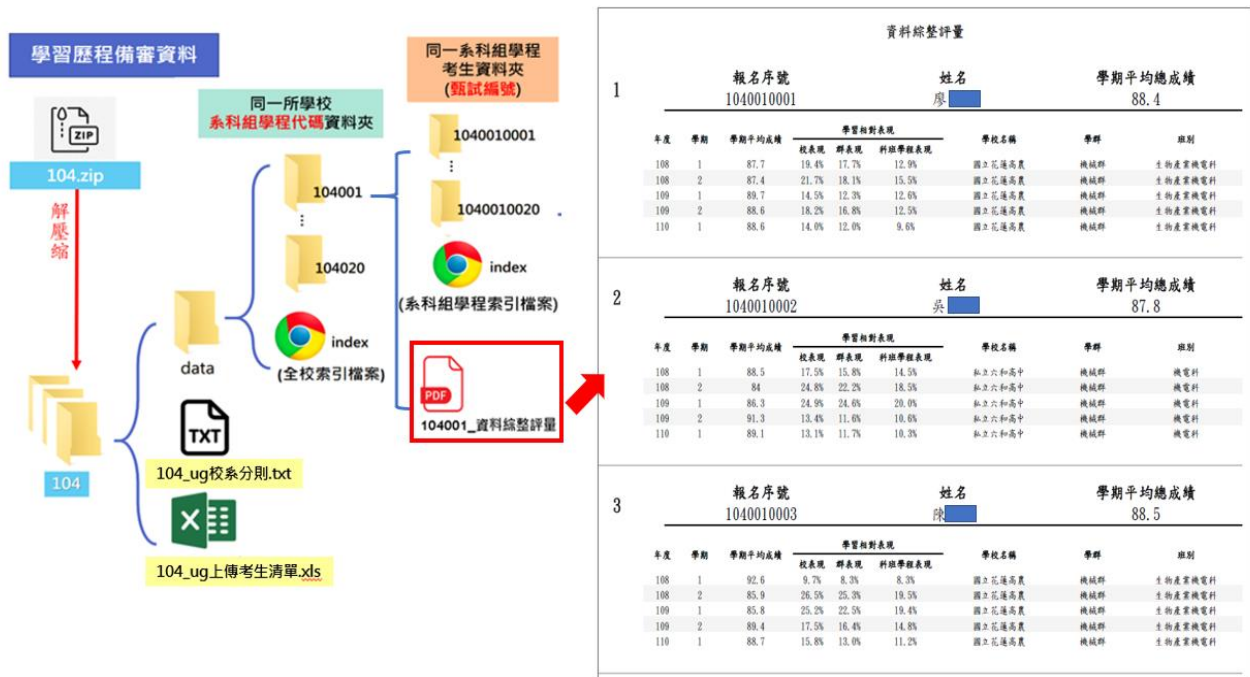 學習歷程備審資料
ZIP
104.zip
解壓縮
104
data
TXT
104_ug校系分則.txt
104_ug上傳考生清單.xls
同一所學校
系科組學程代碼資料夾
104001
⋮
104020
index
(全校索引檔案)
同一系科組學程
考生資料夾
(甄試編號)
1040010001
⋮
1040010020
index
(系科組學程索引檔案)
PDF
104001_資料綜整評量
資料綜整評量
1
報名序號 姓名 學期平均總成績
1040010001 廖 88.4
學習相對表現
年度 學期 學期平均成績 學校名稱 學群 班別
校表現 群表現 科班學程表現
108 1 87.7 19.4% 17.7% 12.9% 國立花蓮高農 機械群 生物產業機電科
108 2 87.4 21.7% 18.1% 15.5% 國立花蓮高農 機械群 生物產業機電科
109 1 89.7 14.5% 12.3% 12.6% 國立花蓮高農 機械群 生物產業機電科
109 2 88.6 18.2% 16.8% 12.5% 國立花蓮高農 機械群 生物產業機電科
110 1 88.6 14.0% 12.0% 9.6% 國立花蓮高農 機械群 生物產業機電科
2
報名序號 姓名 學期平均總成績
1040010002 吳 87.8
學習相對表現
年度 學期 學期平均成績 學校名稱 學群 班別
校表現 群表現 科班學程表現
108 1 88.5 17.5% 15.8% 14.5% 私立六和高中 機械群 機電科
108 2 84 24.8% 22.2% 18.5% 私立六和高中 機械群 機電科
109 1 86.3 24.9% 24.6% 20.0% 私立六和高中 機械群 機電科
109 2 91.3 13.4% 11.6% 10.6% 私立六和高中 機械群 機電科
110 1 89.1 13.1% 11.7% 10.3% 私立六和高中 機械群 機電科
3
報名序號 姓名 學期平均總成績
1040010003 陳 88.5
學習相對表現
年度 學期 學期平均成績 學校名稱 學群 班別
校表現 群表現 科班學程表現
108 1 92.6 9.7% 8.3% 8.3% 國立花蓮高農 機械群 生物產業機電科
108 2 85.9 26.5% 25.3% 19.5% 國立花蓮高農 機械群 生物產業機電科
109 1 85.8 25.2% 22.5% 19.4% 國立花蓮高農 機械群 生物產業機電科
109 2 89.4 17.5% 16.4% 14.8% 國立花蓮高農 機械群 生物產業機電科
110 1 88.7 15.8% 13.0% 11.2% 國立花蓮高農 機械群 生物產業機電科